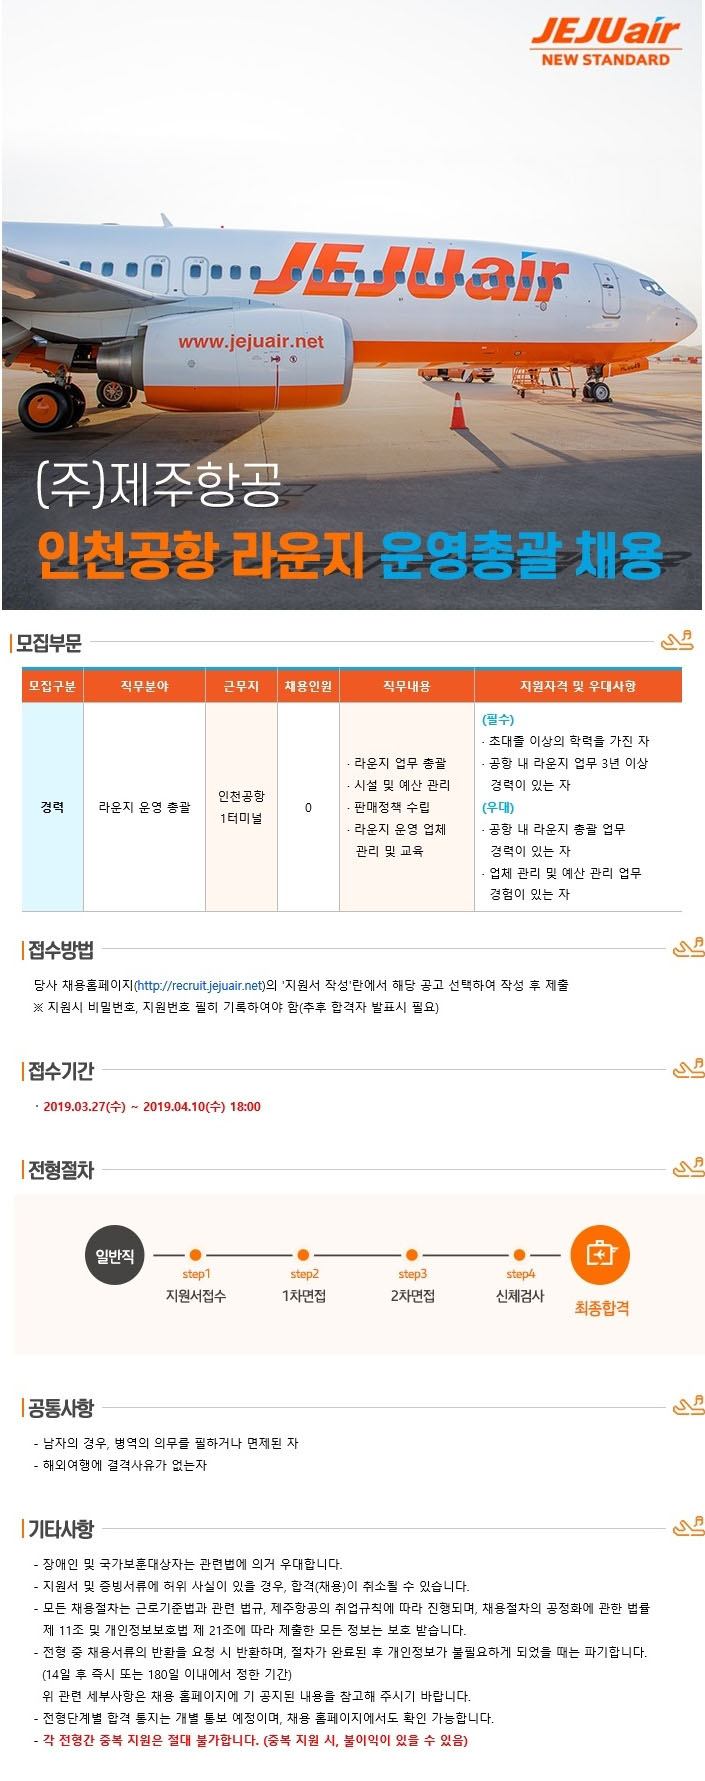 JEJUair
NEW STANDARD
JEJUair
www.jejuair.net
(주)제주항공
인천공항 라운지 운영총괄 채용
모집부문
모집구분 직무분야 근무지 채용인원 직무내용 지원자격 및 우대사항
경력
라운지 운영 총괄
인천공항
1터미널
0
· 라운지 업무 총괄
· 시설 및 예산 관리
· 판매정책 수립
· 라운지 운영 업체
관리 및 교육
(필수)
· 초대졸 이상의 학력을 가진 자
· 공항 내 라운지 업무 3년 이상
경력이 있는 자
(우대)
· 공항 내 라운지 총괄 업무
경력이 있는 자
· 업체 관리 및 예산 관리 업무
경험이 있는 자
접수방법
당사 채용홈페이지(http://recruit.jejuair.net)의 '지원서 작성'란에서 해당 공고 선택하여 작성 후 제출
※ 지원시 비밀번호, 지원번호 필히 기록하여야 함(추후 합격자 발표시 필요)
접수기간
· 2019.03.27(수) ~ 2019.04.10(수) 18:00
전형절차
일반직
step1
지원서접수
step2
1차면접
step3
2차면접
step4
신체검사
최종합격
공통사항
- 남자의 경우, 병역의 의무를 필하거나 면제된 자
- 해외여행에 결격사유가 없는자
기타사항
- 장애인 및 국가보훈대상자는 관련법에 의거 우대합니다.
- 지원서 및 증빙서류에 허위 사실이 있을 경우, 합격(채용)이 취소될 수 있습니다.
- 모든 채용절차는 근로기준법과 관련 법규, 제주항공의 취업규칙에 따라 진행되며, 채용절차의 공정화에 관한 법률
제 11조 및 개인정보보호법 제 21조에 따라 제출한 모든 정보는 보호 받습니다.
- 전형 중 채용서류의 반환을 요청 시 반환하며, 절차가 완료된 후 개인정보가 불필요하게 되었을 때는 파기합니다.
(14일 후 즉시 또는 180일 이내에서 정한 기간)
위 관련 세부사항은 채용 홈페이지에 기 공지된 내용을 참고해 주시기 바랍니다.
- 전형단계별 합격 통지는 개별 통보 예정이며, 채용 홈페이지에서도 확인 가능합니다.
- 각 전형간 중복 지원은 절대 불가합니다. (중복 지원 시, 불이익이 있을 수 있음)